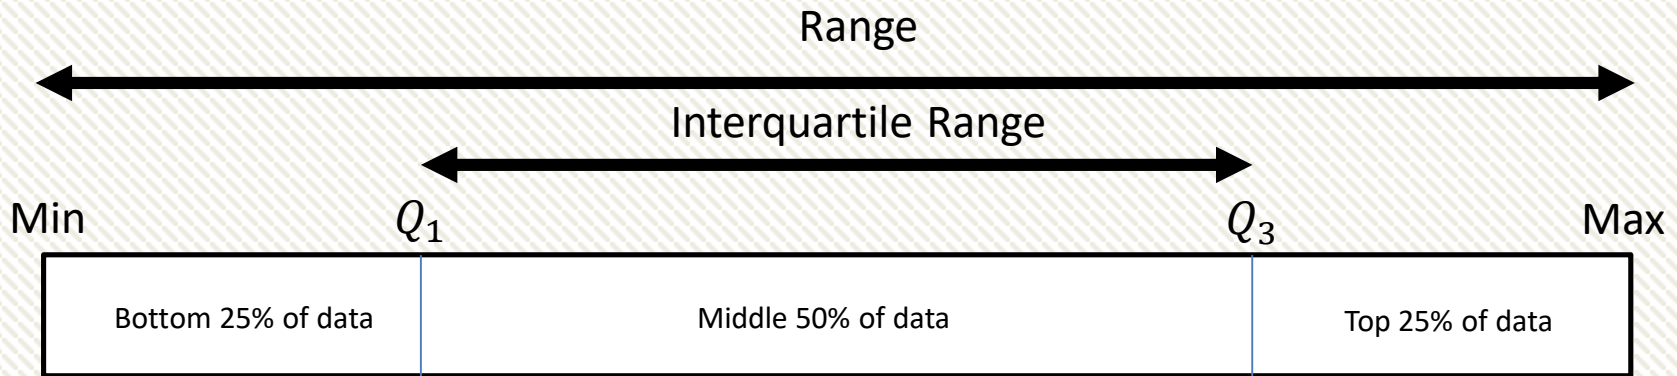 Range
Interquartile Range
Min Q₁ Q₃ Max
Bottom 25% of data Middle 50% of data Top 25% of data